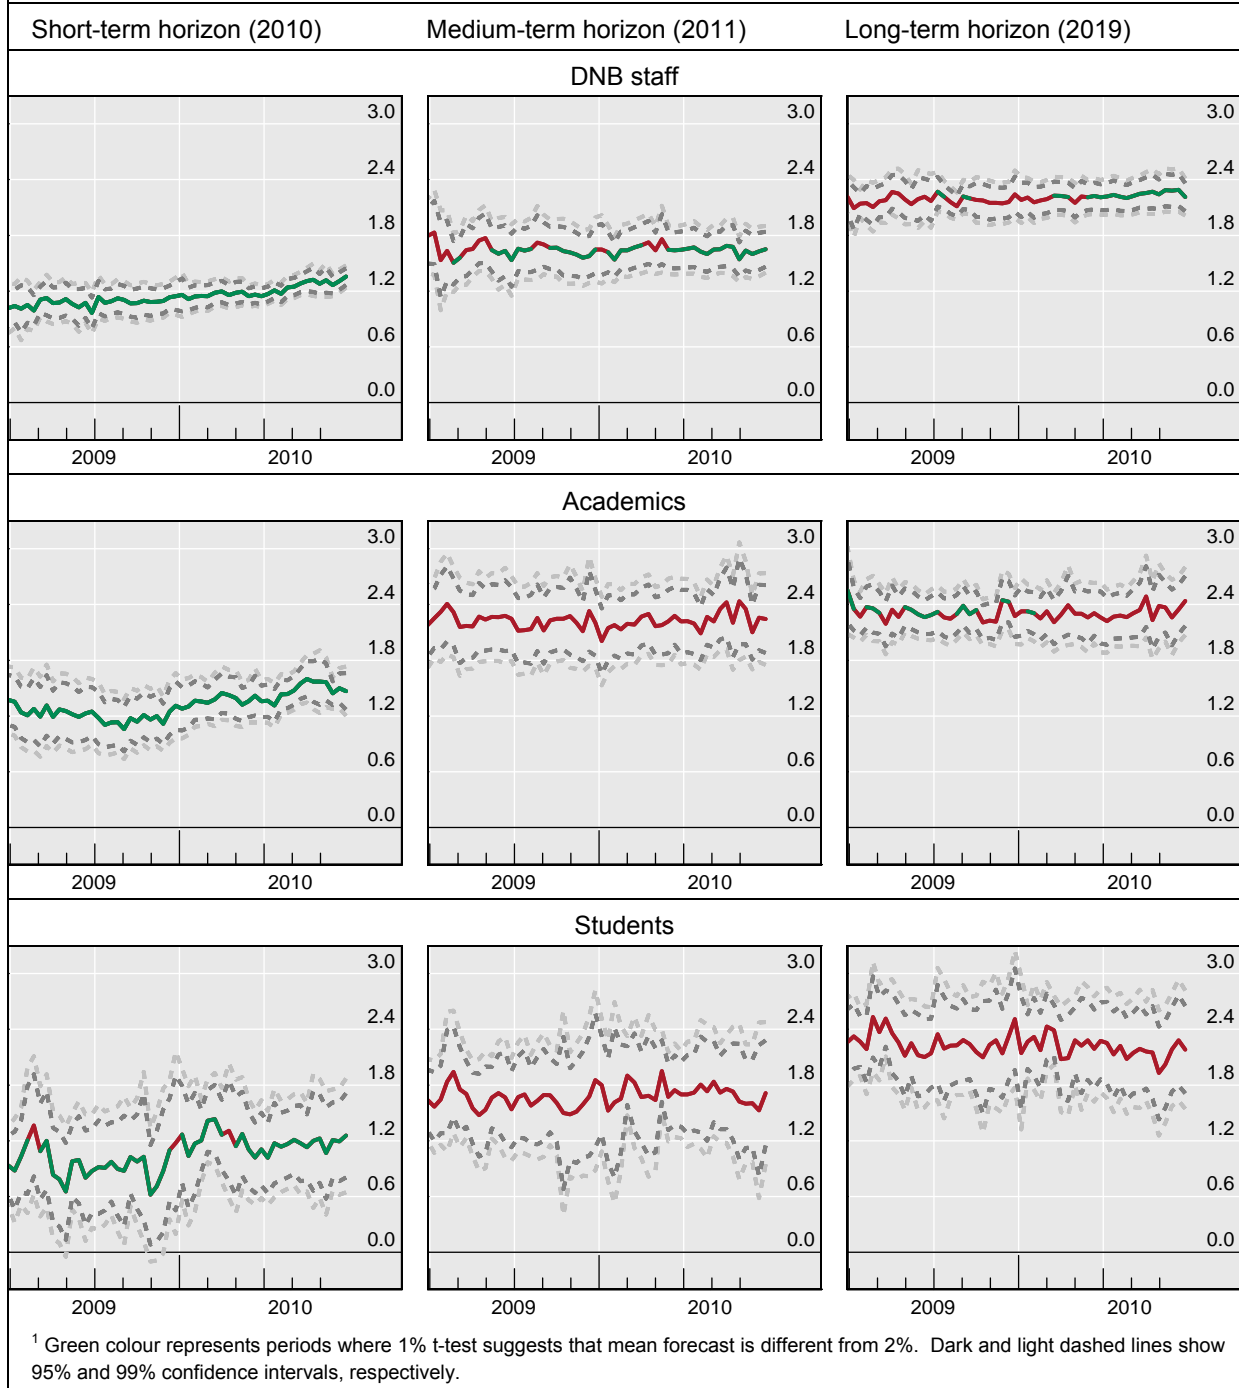 Short-term horizon (2010) Medium-term horizon (2011) Long-term horizon (2019)
DNB staff
3.0 3.0 3.0
2.4 2.4 2.4
1.8 1.8 1.8
1.2 1.2 1.2
0.6 0.6 0.6
0.0 0.0 0.0
2009 2010 2009 2010 2009 2010
Academics
3.0 3.0 3.0
2.4 2.4 2.4
1.8 1.8 1.8
1.2 1.2 1.2
0.6 0.6 0.6
0.0 0.0 0.0
2009 2010 2009 2010 2009 2010
Students
3.0 3.0 3.0
2.4 2.4 2.4
1.8 1.8 1.8
1.2 1.2 1.2
0.6 0.6 0.6
0.0 0.0 0.0
2009 2010 2009 2010 2009 2010
1 Green colour represents periods where 1% t-test suggests that mean forecast is different from 2%. Dark and light dashed lines show
95% and 99% confidence intervals, respectively.